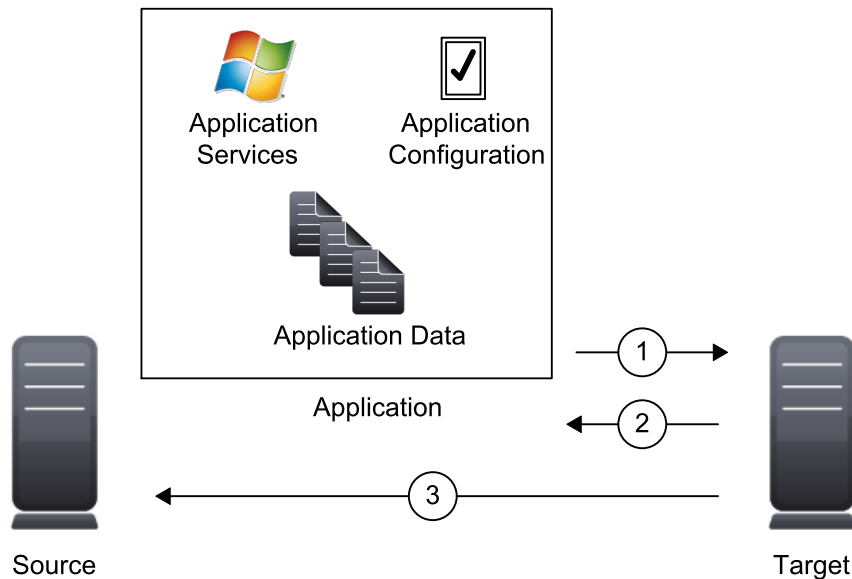 Application
Services
Application
Configuration
Application Data
Application
1
2
3
Source
Target